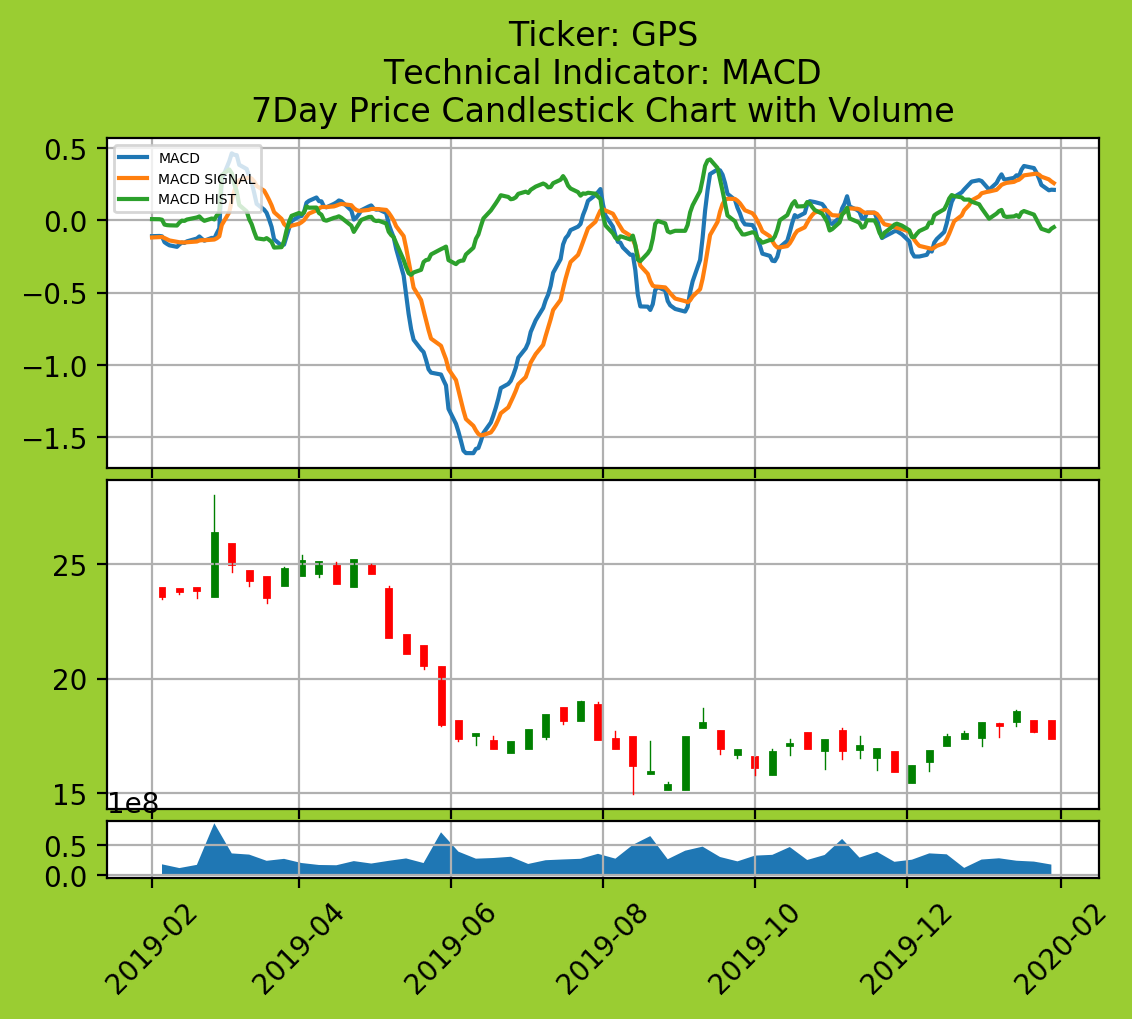 Ticker: GPS
Technical Indicator: MACD
7Day Price Candlestick Chart with Volume
0.5
0.0
−0.5
−1.0
−1.5
MACD
MACD SIGNAL
MACD HIST
25
20
15
1e8
0.5
0.0
2019-02
2019-04
2019-06
2019-08
2019-10
2019-12
2020-02